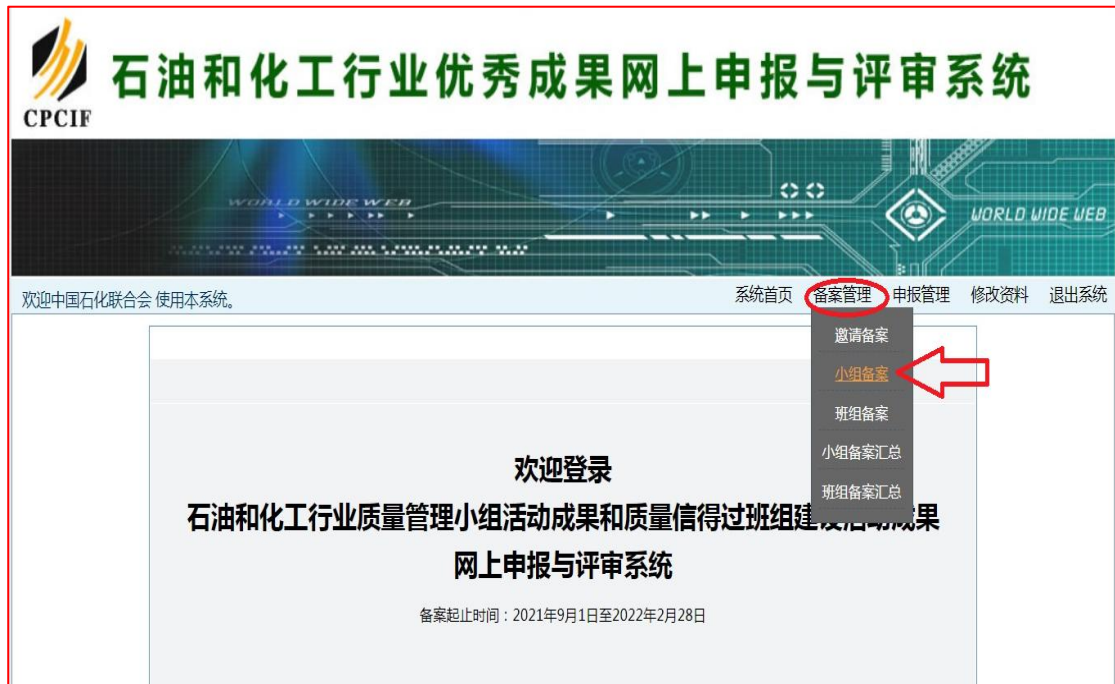 石油和化工行业优秀成果网上申报与评审系统
CPCIF
WORLD WIDE WEB
WORLD WIDE WEB
欢迎中国石化联合会 使用本系统。
系统首页 备案管理 申报管理 修改资料 退出系统
邀请备案
小组备案
班组备案
小组备案汇总
班组备案汇总
欢迎登录
石油和化工行业质量管理小组活动成果和质量信得过班组建设活动成果
网上申报与评审系统
备案起止时间：2021年9月1日至2022年2月28日